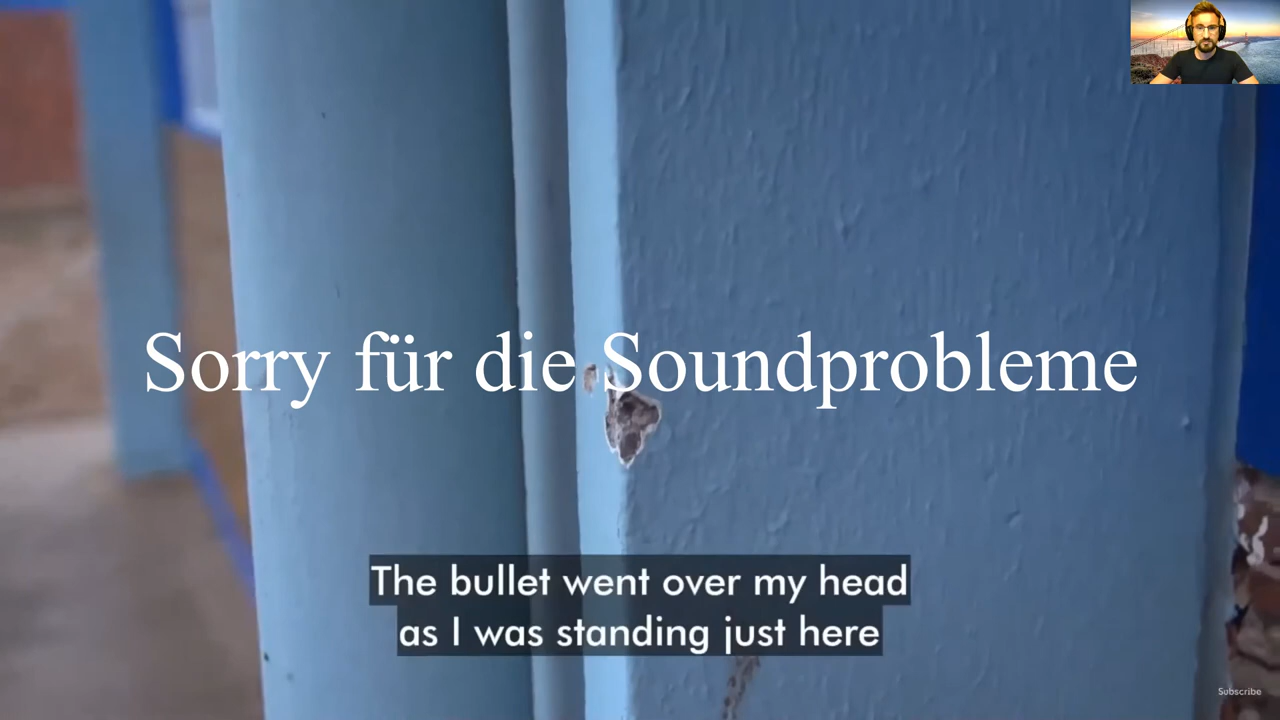 Sorry für die Soundprobleme
The bullet went over my head
as I was standing just here
Subscribe